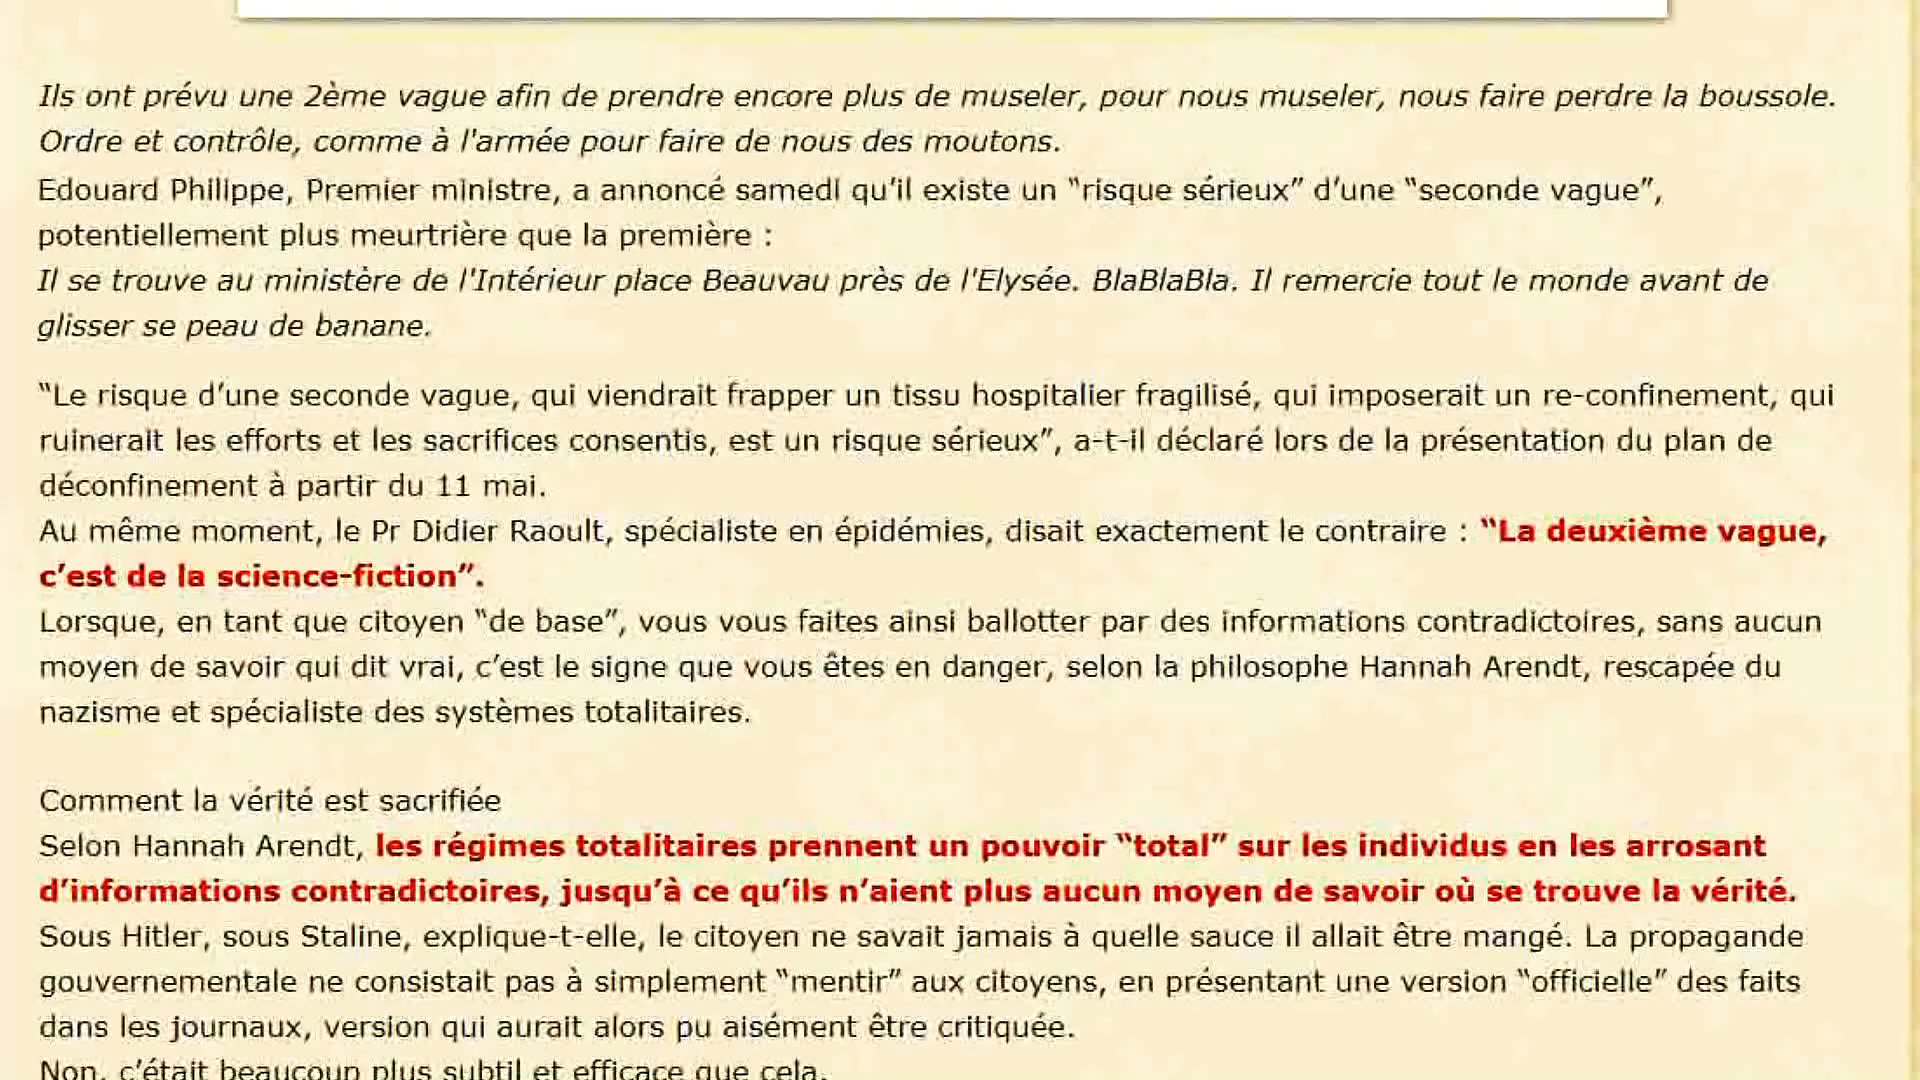 Ils ont prévu une 2ème vague afin de prendre encore plus de museler, pour nous museler, nous faire perdre la boussole.
Ordre et contrôle, comme à l'armée pour faire de nous des moutons.
Edouard Philippe, Premier ministre, a annoncé samedi qu’il existe un “risque sérieux” d’une “seconde vague”,
potentiellement plus meurtrière que la première :
Il se trouve au ministère de l'Intérieur place Beauvau près de l'Elysée. BlaBlaBla. Il remercie tout le monde avant de
glisser se peau de banane.
“Le risque d’une seconde vague, qui viendrait frapper un tissu hospitalier fragilisé, qui imposerait un re-confinement, qui
ruinerait les efforts et les sacrifices consentis, est un risque sérieux”, a-t-il déclaré lors de la présentation du plan de
déconfinement à partir du 11 mai.
Au même moment, le Pr Didier Raoult, spécialiste en épidémies, disait exactement le contraire : “La deuxième vague,
c’est de la science-fiction”.
Lorsque, en tant que citoyen “de base”, vous vous faites ainsi ballotter par des informations contradictoires, sans aucun
moyen de savoir qui dit vrai, c’est le signe que vous êtes en danger, selon la philosophe Hannah Arendt, rescapée du
nazisme et spécialiste des systèmes totalitaires.
Comment la vérité est sacrifiée
Selon Hannah Arendt, les régimes totalitaires prennent un pouvoir “total” sur les individus en les arrosant
d’informations contradictoires, jusqu’à ce qu’ils n’aient plus aucun moyen de savoir où se trouve la vérité.
Sous Hitler, sous Staline, explique-t-elle, le citoyen ne savait jamais à quelle sauce il allait être mangé. La propagande
gouvernementale ne consistait pas à simplement “mentir” aux citoyens, en présentant une version “officielle” des faits
dans les journaux, version qui aurait alors pu aisément être critiquée.
Non, c’était beaucoup plus subtil et efficace que cela.